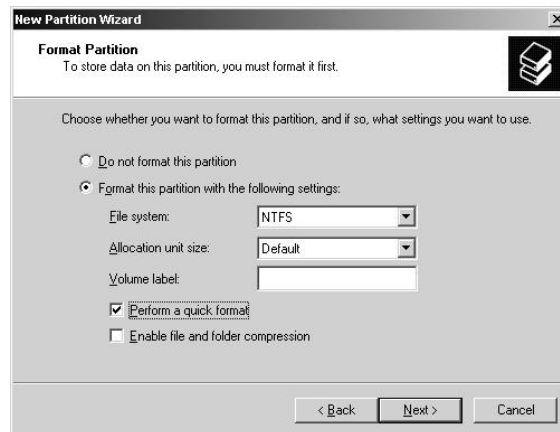 New Partition Wizard
Format Partition
To store data on this partition, you must format it first.
Choose whether you want to format this partition, and if so, what settings you want to use.
Do not format this partition
Format this partition with the following settings:
File system: NTFS
Allocation unit size: Default
Volume label:
Perform a quick format
Enable file and folder compression
< Back Next > Cancel